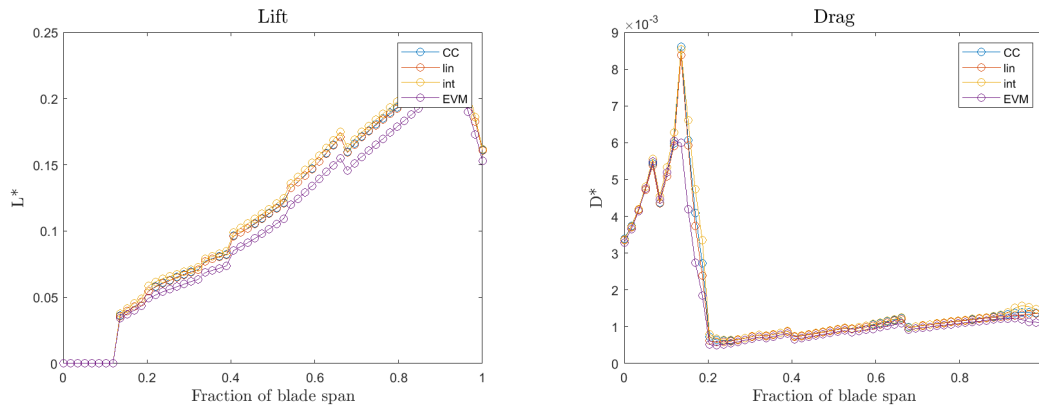 Lift
0.25
0.2
0.15
0.1
0.05
0
L*
0 0.2 0.4 0.6 0.8 1
Fraction of blade span
CC
lin
int
EVM
Drag
×10⁻³
9
8
7
6
5
4
3
2
1
0
D*
0 0.2 0.4 0.6 0.8
Fraction of blade span
CC
lin
int
EVM